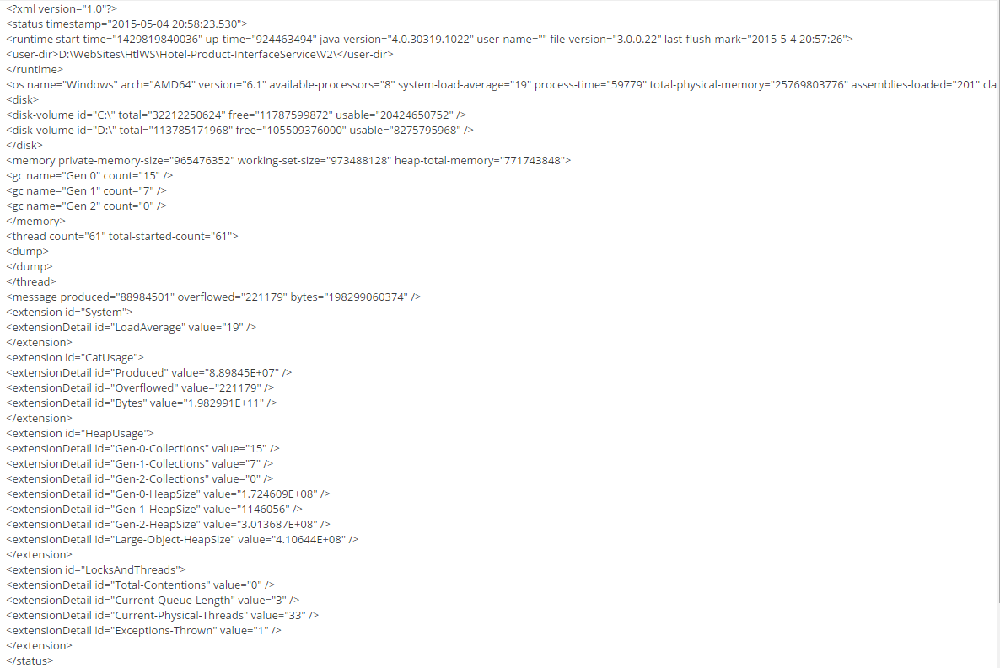 <?xml version="1.0"?>
<status timestamp="2015-05-04 20:58:23.530">
<runtime start-time="1429819840036" up-time="924463494" java-version="4.0.30319.1022" user-name="" file-version="3.0.0.22" last-flush-mark="2015-5-4 20:57:26">
<user-dir>D:\WebSites\HtlWS\Hotel-Product-InterfaceService\V2\</user-dir>
</runtime>
<os name="Windows" arch="AMD64" version="6.1" available-processors="8" system-load-average="19" process-time="59779" total-physical-memory="25769803776" assemblies-loaded="201" cla
<disk>
<disk-volume id="C:\" total="32212250624" free="11787599872" usable="20424650752" />
<disk-volume id="D:\" total="113785171968" free="105509376000" usable="8275795968" />
</disk>
<memory private-memory-size="965476352" working-set-size="973488128" heap-total-memory="771743848">
<gc name="Gen 0" count="15" />
<gc name="Gen 1" count="7" />
<gc name="Gen 2" count="0" />
</memory>
<thread count="61" total-started-count="61">
<dump>
</dump>
</thread>
<message produced="88984501" overflowed="221179" bytes="198299060374" />
<extension id="System">
<extensionDetail id="LoadAverage" value="19" />
</extension>
<extension id="CatUsage">
<extensionDetail id="Produced" value="8.89845E+07" />
<extensionDetail id="Overflowed" value="221179" />
<extensionDetail id="Bytes" value="1.982991E+11" />
</extension>
<extension id="HeapUsage">
<extensionDetail id="Gen-0-Collections" value="15" />
<extensionDetail id="Gen-1-Collections" value="7" />
<extensionDetail id="Gen-2-Collections" value="0" />
<extensionDetail id="Gen-0-HeapSize" value="1.724609E+08" />
<extensionDetail id="Gen-1-HeapSize" value="1146056" />
<extensionDetail id="Gen-2-HeapSize" value="3.013687E+08" />
<extensionDetail id="Large-Object-HeapSize" value="4.10644E+08" />
</extension>
<extension id="LocksAndThreads">
<extensionDetail id="Total-Contentions" value="0" />
<extensionDetail id="Current-Queue-Length" value="3" />
<extensionDetail id="Current-Physical-Threads" value="33" />
<extensionDetail id="Exceptions-Thrown" value="1" />
</extension>
</status>